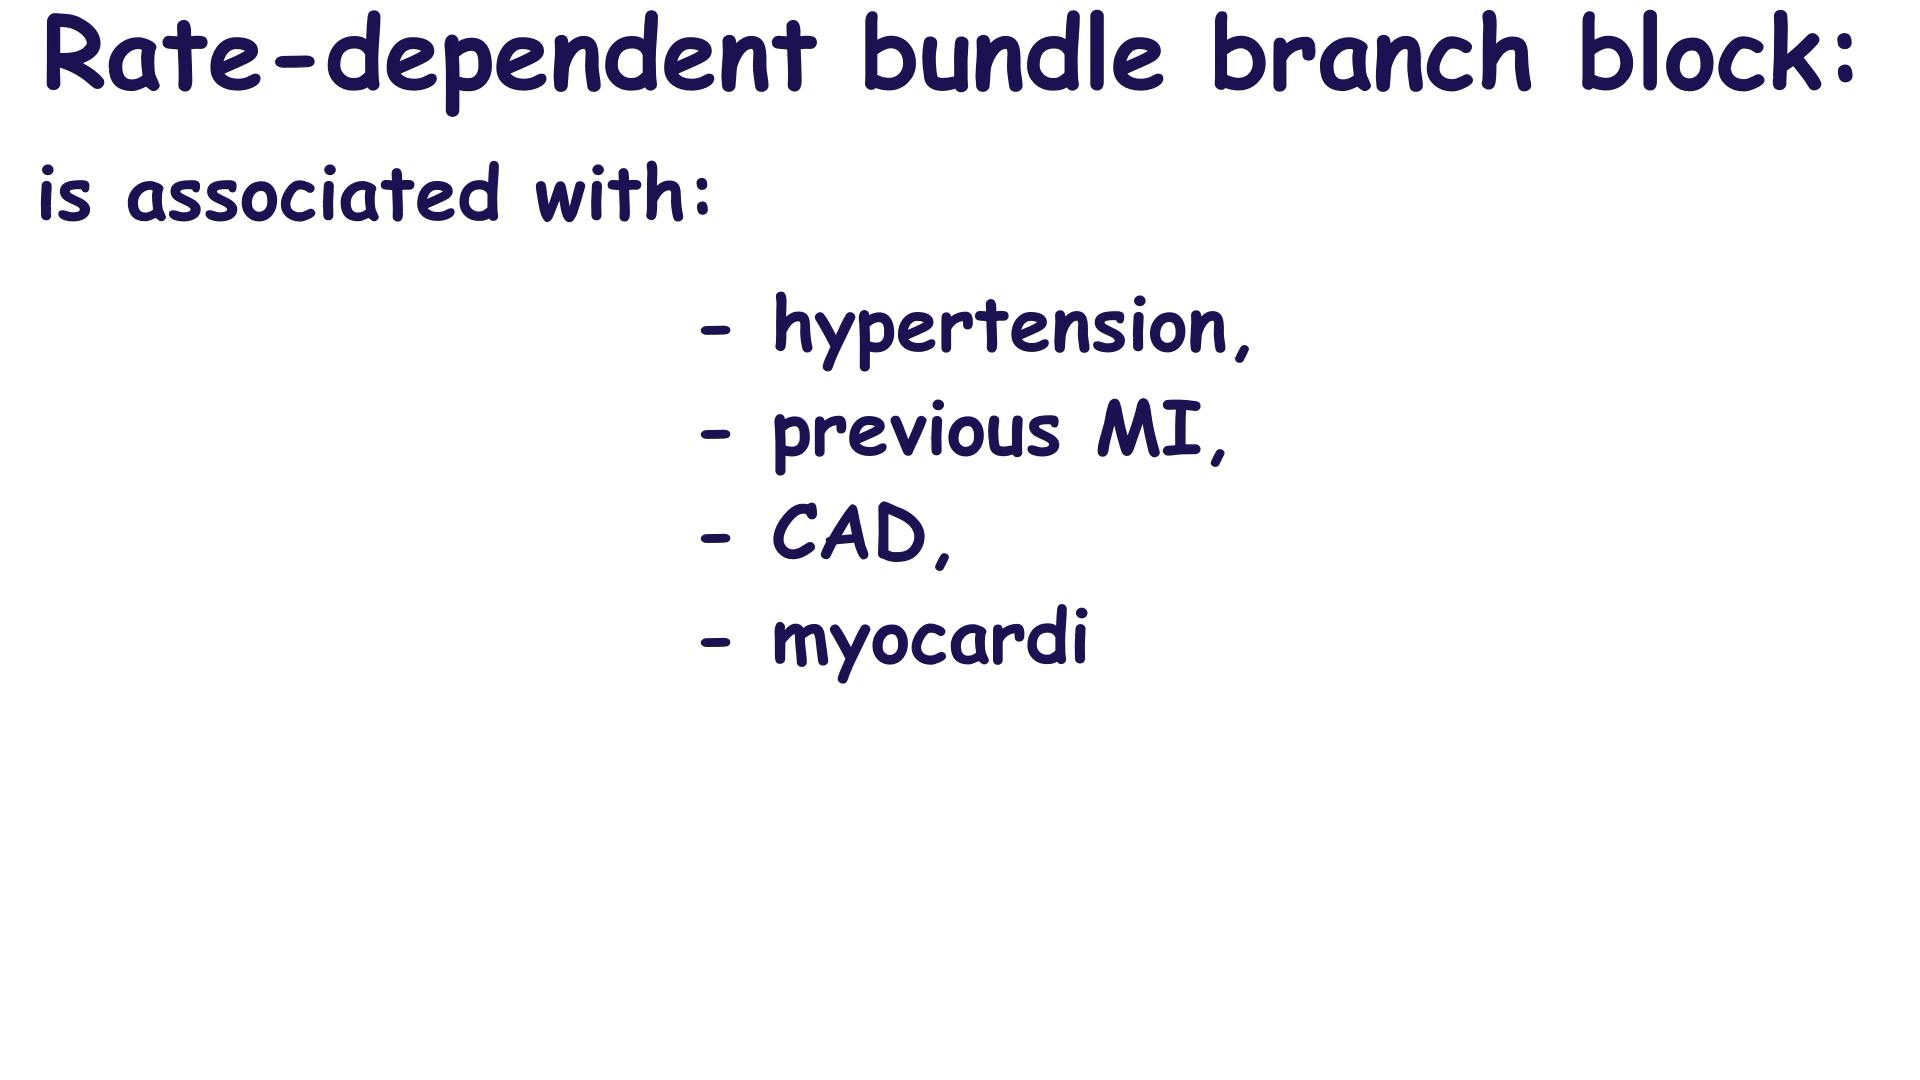 Rate-dependent bundle branch block:
is associated with:
- hypertension,
- previous MI,
- CAD,
- myocardi